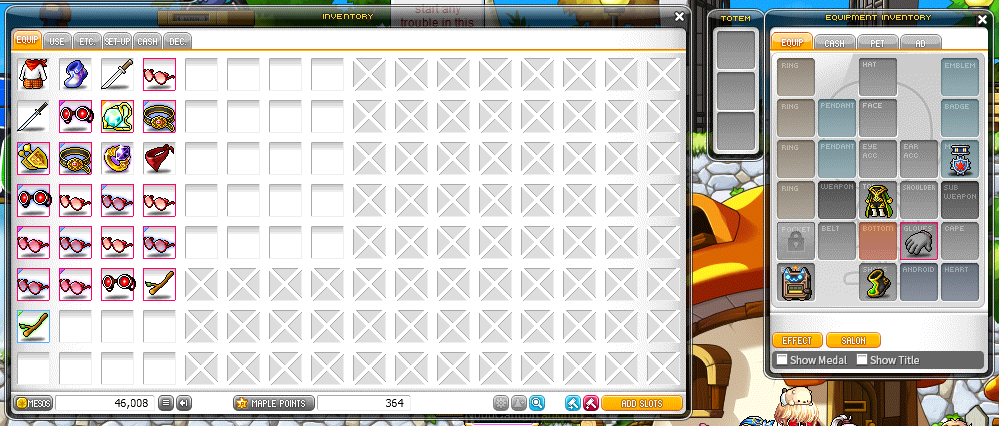 start any
trouble in this
INVENTORY
EQUIP USE ETC. SET-UP CASH DEC.
MESOS 46,008 MAPLE POINTS 364 ADD SLOTS
TOTEM
EQUIPMENT INVENTORY
EQUIP CASH PET AD
RING HAT EMBLEM
RING PENDANT FACE BADGE
RING PENDANT EYE ACC EAR ACC
RING WEAPON SHOULDER SUB WEAPON
POCKET BELT BOTTOM GLOVES CAPE
ANDROID HEART
EFFECT SALON
Show Medal Show Title